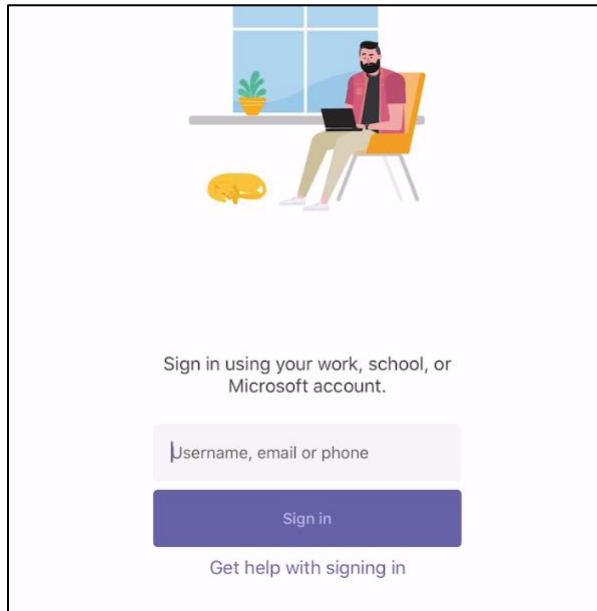 Sign in using your work, school, or
Microsoft account.
Username, email or phone
Sign in
Get help with signing in